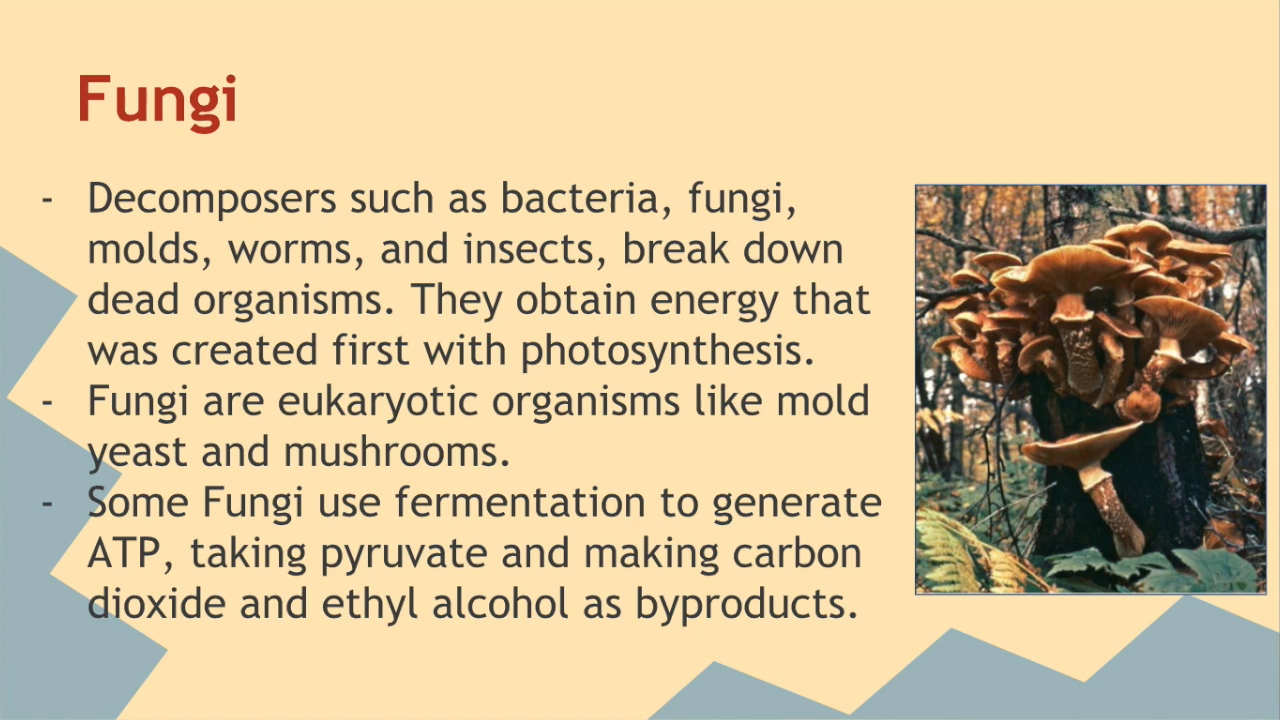 Fungi
- Decomposers such as bacteria, fungi,
molds, worms, and insects, break down
dead organisms. They obtain energy that
was created first with photosynthesis.
- Fungi are eukaryotic organisms like mold
yeast and mushrooms.
- Some Fungi use fermentation to generate
ATP, taking pyruvate and making carbon
dioxide and ethyl alcohol as byproducts.